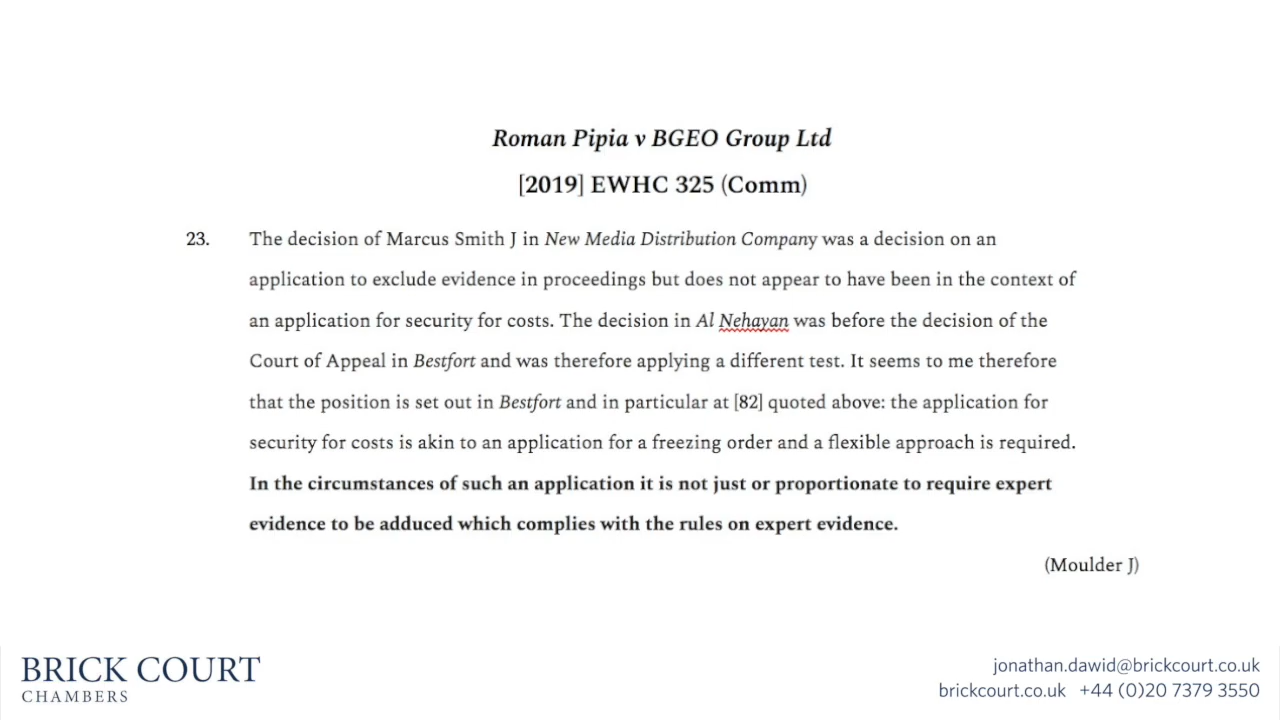 Roman Pipia v BGEO Group Ltd
[2019] EWHC 325 (Comm)
23. The decision of Marcus Smith J in New Media Distribution Company was a decision on an
application to exclude evidence in proceedings but does not appear to have been in the context of
an application for security for costs. The decision in Al Nehayan was before the decision of the
Court of Appeal in Bestfort and was therefore applying a different test. It seems to me therefore
that the position is set out in Bestfort and in particular at [82] quoted above: the application for
security for costs is akin to an application for a freezing order and a flexible approach is required.
In the circumstances of such an application it is not just or proportionate to require expert
evidence to be adduced which complies with the rules on expert evidence.
(Moulder J)
BRICK COURT
CHAMBERS
jonathan.dawid@brickcourt.co.uk
brickcourt.co.uk +44 (0)20 7379 3550